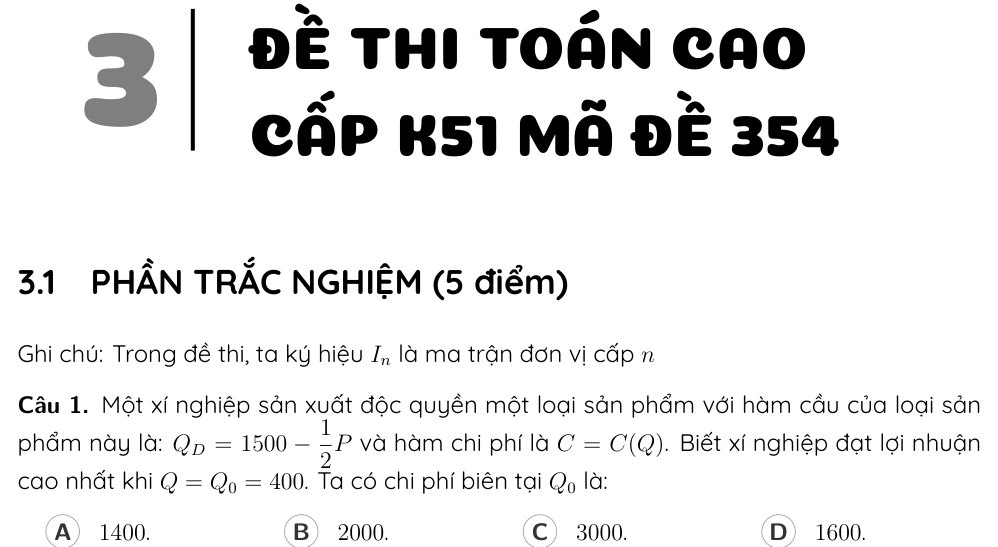 3
ĐỀ THI TOÁN CAO
CẤP K51 MÃ ĐỀ 354
3.1 PHẦN TRẮC NGHIỆM (5 điểm)
Ghi chú: Trong đề thi, ta ký hiệu Iₙ là ma trận đơn vị cấp n
Câu 1. Một xí nghiệp sản xuất độc quyền một loại sản phẩm với hàm cầu của loại sản
phẩm này là: Q_D = 1500 − \frac{1}{2}P và hàm chi phí là C = C(Q). Biết xí nghiệp đạt lợi nhuận
cao nhất khi Q = Q₀ = 400. Ta có chi phí biên tại Q₀ là:
A 1400. B 2000. C 3000. D 1600.